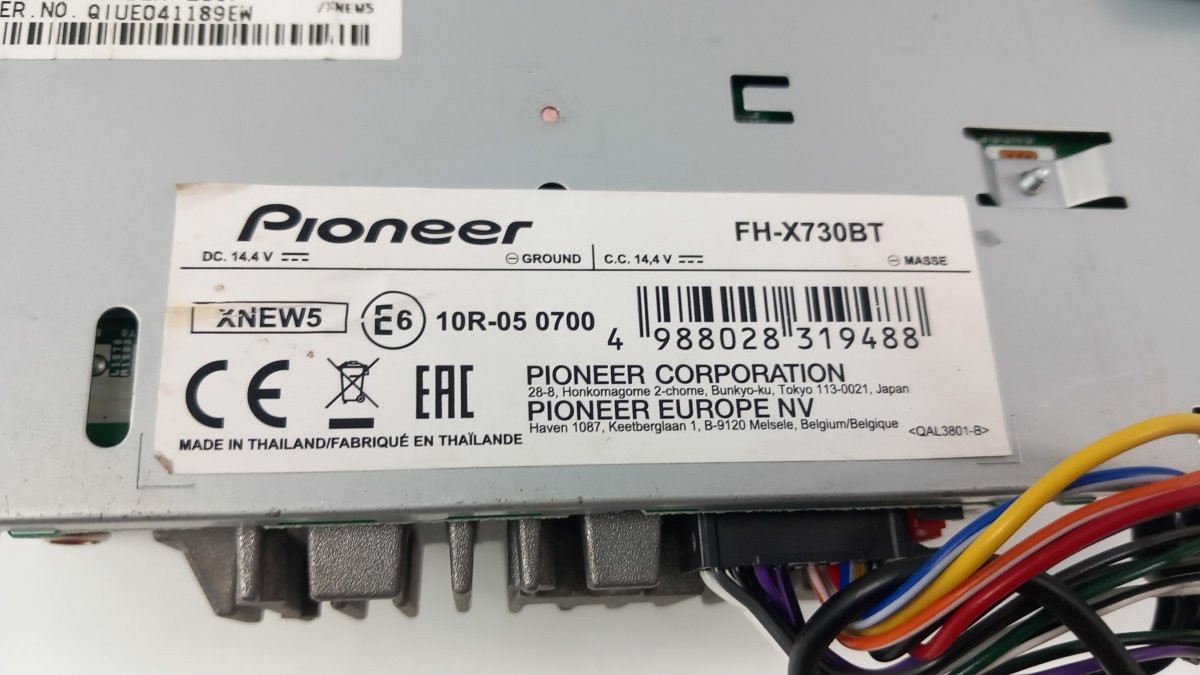 ER.NO. QIUE041189EW
XNEW5
Pioneer
FH-X730BT
DC. 14.4 V
⊖ GROUND
C.C. 14,4 V
⊖ MASSE
XNEW5
E6
10R-05 0700
4 988028 319488
CE
EAC
PIONEER CORPORATION
28-8, Honkomagome 2-chome, Bunkyo-ku, Tokyo 113-0021, Japan
PIONEER EUROPE NV
Haven 1087, Keetberglaan 1, B-9120 Melsele, Belgium/Belgique
<QAL3801-B>
MADE IN THAILAND/FABRIQUÉ EN THAÏLANDE